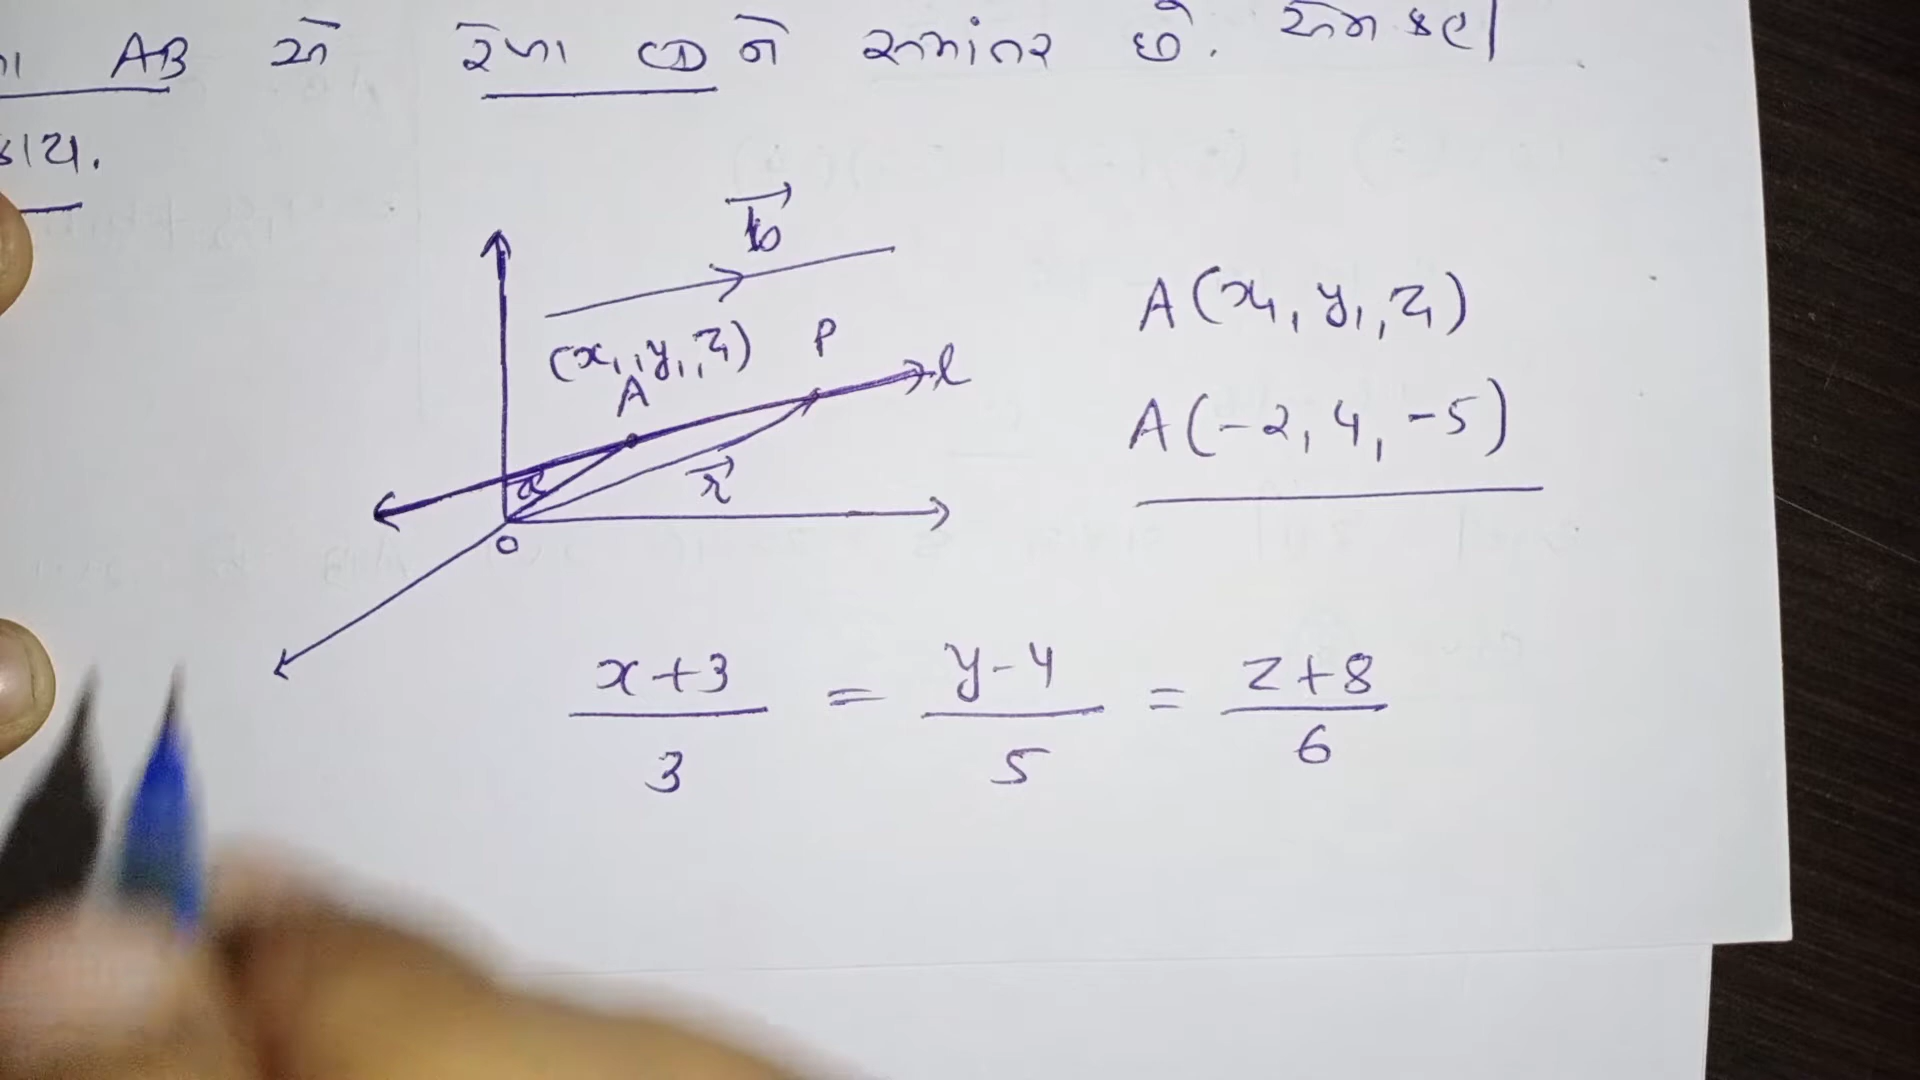 AB એ રેખા CD ને સમાંતર છે. એમ કહી
શકાય.
b
(x₁, y₁, z₁) P
A l
a r
O
A(x₁, y₁, z₁)
A(-2, 4, -5)
x+3 / 3 = y-4 / 5 = z+8 / 6